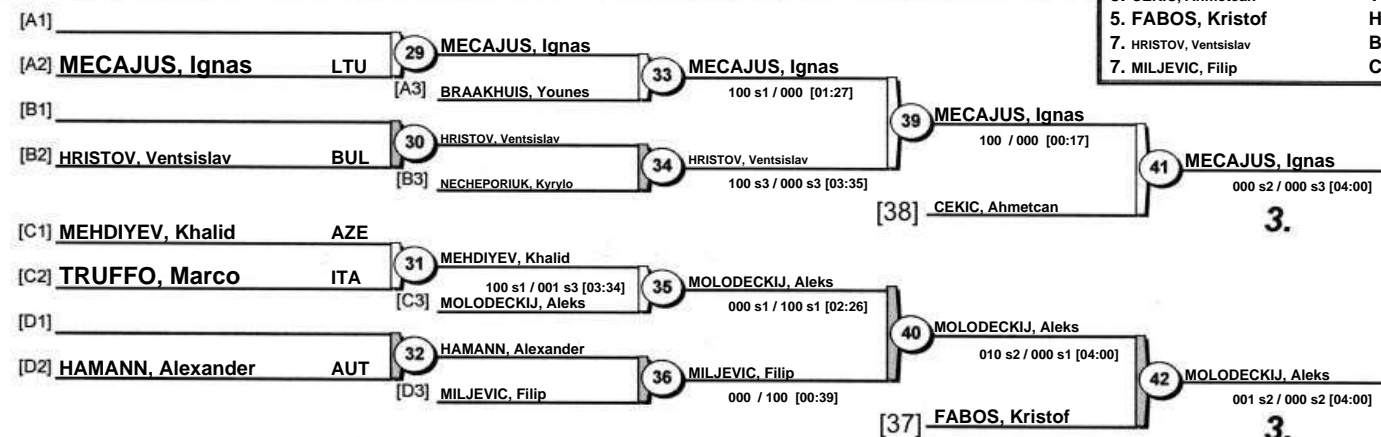 5. FABOS, Kristof H
7. HRISTOV, Ventsislav B
7. MILJEVIC, Filip C
[A1]
[A2] MECAJUS, Ignas LTU
29
[A3]
MECAJUS, Ignas
BRAAKHUIS, Younes
33
MECAJUS, Ignas
100 s1 / 000 [01:27]
[B1]
[B2] HRISTOV, Ventsislav BUL
30
[B3]
HRISTOV, Ventsislav
NECHEPORIUK, Kyrylo
34
HRISTOV, Ventsislav
100 s3 / 000 s3 [03:35]
39
MECAJUS, Ignas
100 / 000 [00:17]
[38] CEKIC, Ahmetcan
41
MECAJUS, Ignas
000 s2 / 000 s3 [04:00]
3.
[C1] MEHDIYEV, Khalid AZE
[C2] TRUFFO, Marco ITA
31
[C3]
MEHDIYEV, Khalid
100 s1 / 001 s3 [03:34]
MOLODECKIJ, Aleks
35
MOLODECKIJ, Aleks
000 s1 / 100 s1 [02:26]
[D1]
[D2] HAMANN, Alexander AUT
32
[D3]
HAMANN, Alexander
MILJEVIC, Filip
36
MILJEVIC, Filip
000 / 100 [00:39]
40
MOLODECKIJ, Aleks
010 s2 / 000 s1 [04:00]
[37] FABOS, Kristof
42
MOLODECKIJ, Aleks
001 s2 / 000 s2 [04:00]
3.